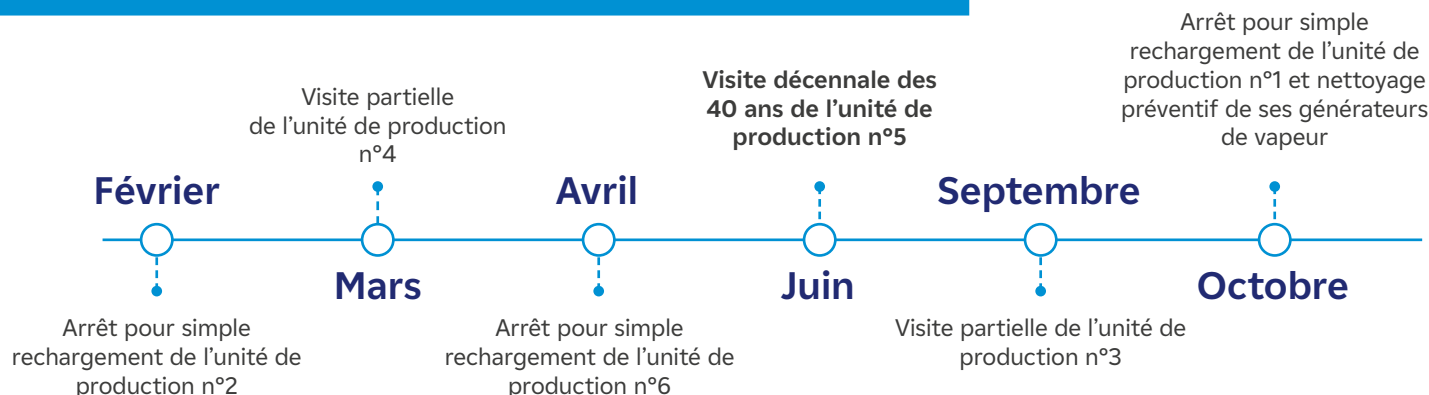 Février
Arrêt pour simple
rechargement de l’unité de
production n°2
Visite partielle
de l’unité de production
n°4
Mars
Avril
Arrêt pour simple
rechargement de l’unité de
production n°6
Visite décennale des
40 ans de l’unité de
production n°5
Juin
Septembre
Visite partielle de l’unité de
production n°3
Arrêt pour simple
rechargement de l’unité de
production n°1 et nettoyage
préventif de ses générateurs
de vapeur
Octobre